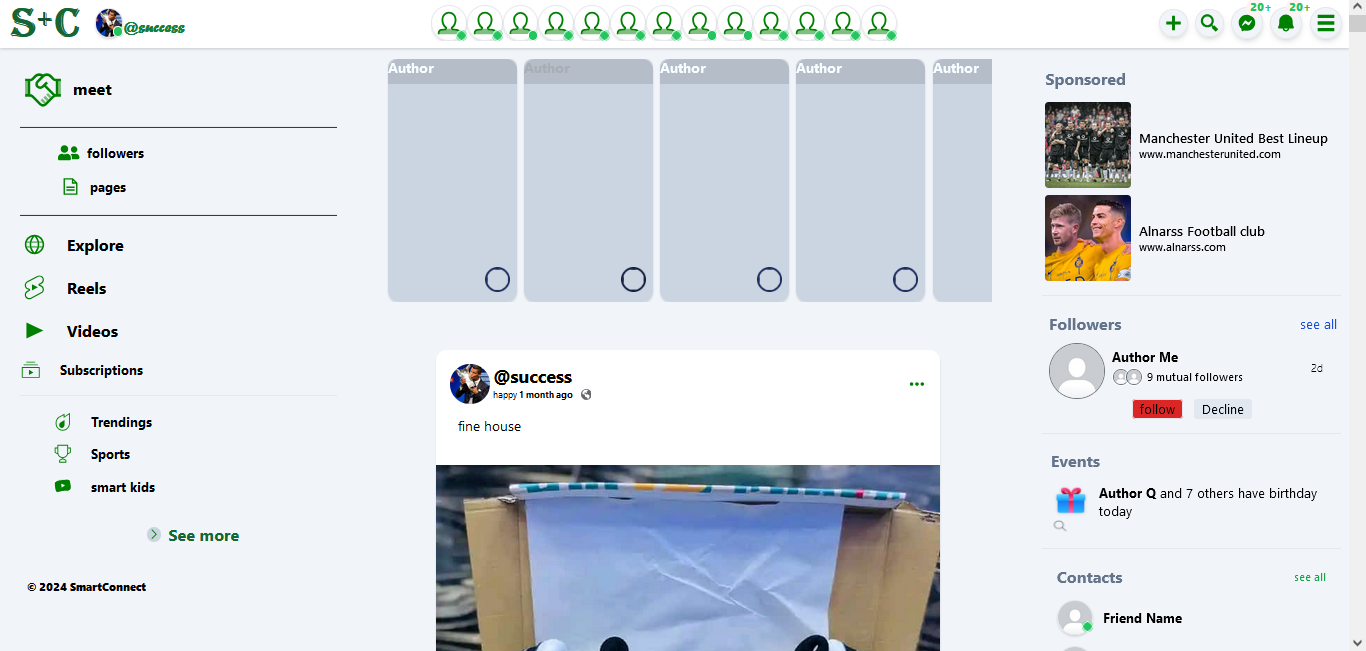 S+C
@success
20+
20+
meet
followers
pages
Explore
Reels
Videos
Subscriptions
Trendings
Sports
smart kids
See more
© 2024 SmartConnect
Author
Author
Author
Author
Author
@success
happy 1 month ago
fine house
Sponsored
Manchester United Best Lineup
www.manchesterunited.com
Alnarss Football club
www.alnarss.com
Followers
see all
Author Me
9 mutual followers
2d
follow
Decline
Events
Author Q and 7 others have birthday
today
Contacts
see all
Friend Name